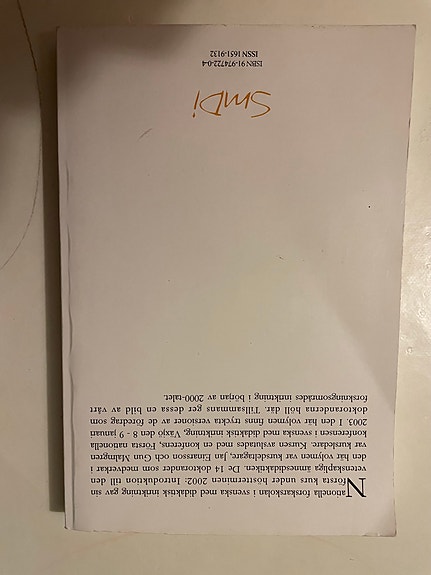 Nationella forskarskolan i svenska med didaktisk inriktning gav sin
första kurs under höstterminen 2002: Introduktion till den
vetenskapliga ämnesdidaktiken. De 14 doktorander som medverkar i
den här volymen var kursdeltagare, Jan Einarsson och Gun Malmgren
var kursledare. Kursen avslutades med en konferens, Första nationella
konferensen i svenska med didaktisk inriktning, Växjö den 8 - 9 januari
2003. I den här volymen finns tryckta versioner av de föredrag som
doktoranderna höll där. Tillsammans ger dessa en bild av vårt
forskningsområdes inriktning i början av 2000-talet.
SmDi
ISBN 91-974722-0-4
ISSN 1651-9132